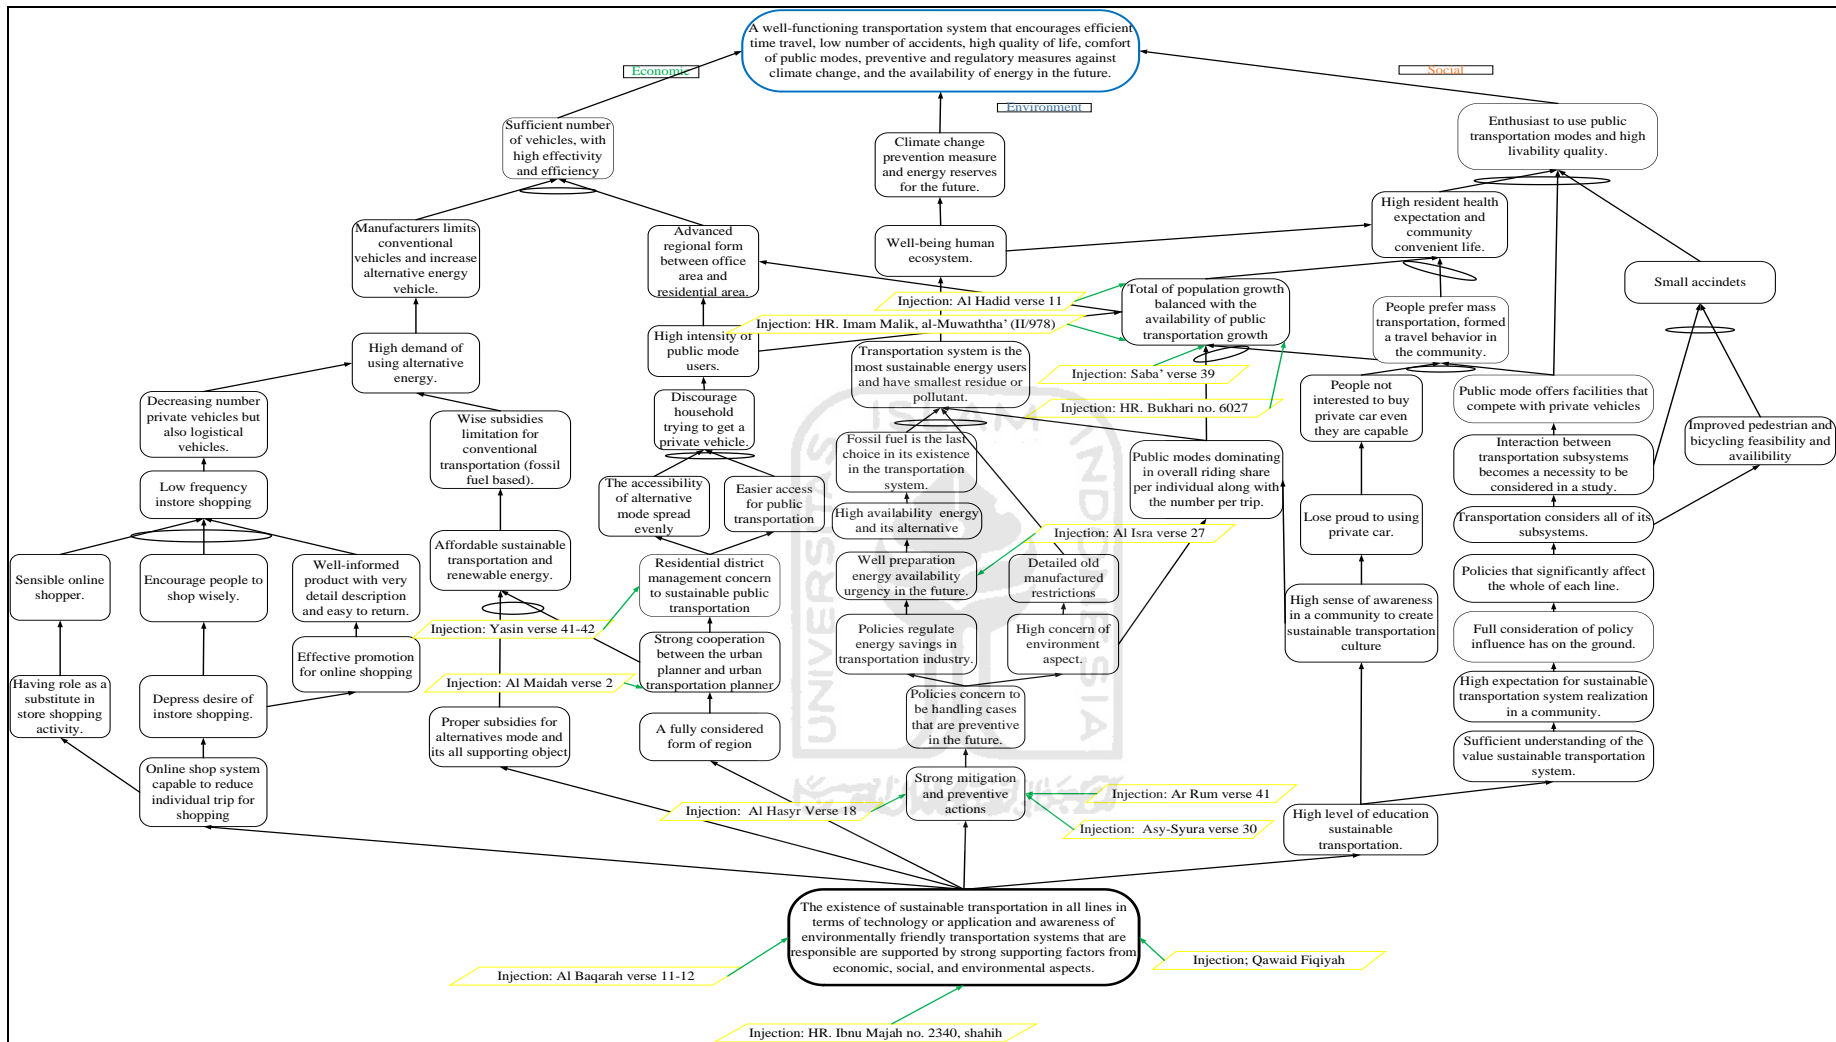 A well-functioning transportation system that encourages efficient
time travel, low number of accidents, high quality of life, comfort
of public modes, preventive and regulatory measures against
climate change, and the availability of energy in the future.
Economic
Social
Environment
Sufficient number
of vehicles, with
high effectivity
and efficiency
Climate change
prevention measure
and energy reserves
for the future.
Enthusiast to use public
transportation modes and high
livability quality.
Manufacturers limits
conventional
vehicles and increase
alternative energy
vehicle.
Advanced
regional form
between office
area and
residential area.
Well-being human
ecosystem.
High resident health
expectation and
community
convenient life.
Small accindets
Injection: Al Hadid verse 11
Total of population growth
balanced with the
availability of public
transportation growth
People prefer mass
transportation, formed
a travel behavior in
the community.
Injection: HR. Imam Malik, al-Muwaththa’ (II/978)
High demand of
using alternative
energy.
High intensity of
public mode
users.
Transportation system is the
most sustainable energy users
and have smallest residue or
pollutant.
Injection: Saba’ verse 39
Injection: HR. Bukhari no. 6027
Decreasing number
private vehicles but
also logistical
vehicles.
Wise subsidies
limitation for
conventional
transportation (fossil
fuel based).
Discourage
household
trying to get a
private vehicle.
People not
interested to buy
private car even
they are capable
Public mode offers facilities that
compete with private vehicles
Improved pedestrian and
bicycling feasibility and
availibility
Fossil fuel is the last
choice in its existence
in the transportation
system.
Public modes dominating
in overall riding share
per individual along with
the number per trip.
Interaction between
transportation subsystems
becomes a necessity to be
considered in a study.
Low frequency
instore shopping
The accessibility
of alternative
mode spread
evenly
Easier access
for public
transportation
High availability energy
and its alternative
Lose proud to using
private car.
Transportation considers all of its
subsystems.
Injection: Al Isra verse 27
Sensible online
shopper.
Encourage people to
shop wisely.
Well-informed
product with very
detail description
and easy to return.
Affordable sustainable
transportation and
renewable energy.
Residential district
management concern
to sustainable public
transportation
Well preparation
energy availability
urgency in the future.
Detailed old
manufactured
restrictions
Policies that significantly affect
the whole of each line.
High sense of awareness
in a community to create
sustainable transportation
culture
Injection: Yasin verse 41-42
Effective promotion
for online shopping
Strong cooperation
between the urban
planner and urban
transportation planner
Policies regulate
energy savings in
transportation industry.
High concern of
environment
aspect.
Full consideration of policy
influence has on the ground.
Injection: Al Maidah verse 2
Having role as a
substitute in
store shopping
activity.
Depress desire of
instore shopping.
Proper subsidies for
alternatives mode and
its all supporting object
A fully considered
form of region
Policies concern to
be handling cases
that are preventive
in the future.
High expectation for sustainable
transportation system realization
in a community.
Sufficient understanding of the
value sustainable transportation
system.
Online shop system
capable to reduce
individual trip for
shopping
Strong mitigation
and preventive
actions
Injection: Al Hasyr Verse 18
Injection: Ar Rum verse 41
Injection: Asy-Syura verse 30
High level of education
sustainable
transportation.
The existence of sustainable transportation in all lines in
terms of technology or application and awareness of
environmentally friendly transportation systems that are
responsible are supported by strong supporting factors from
economic, social, and environmental aspects.
Injection: Al Baqarah verse 11-12
Injection; Qawaid Fiqiyah
Injection: HR. Ibnu Majah no. 2340, shahih
UNIVERSITAS
ISLAM
INDONESIA